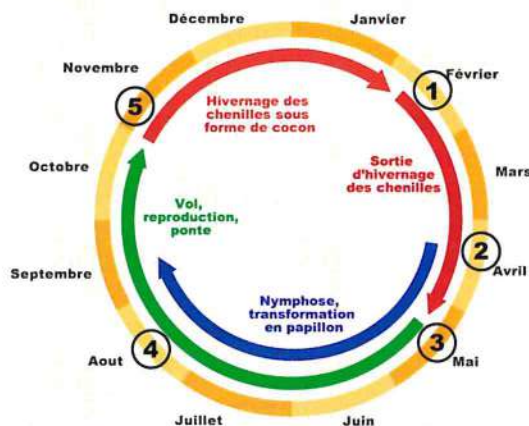 Décembre
Janvier
Novembre
1
Février
5
Hivernage des
chenilles sous
forme de cocon
Octobre
Sortie
d'hivernage
des chenilles
Mars
Vol,
reproduction,
ponte
2
Avril
Septembre
Nymphose,
transformation
en papillon
Aout
4
3
Mai
Juillet
Juin